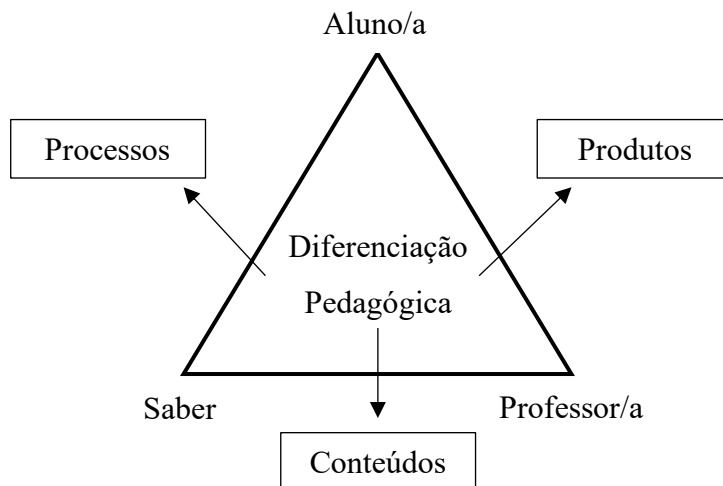 Aluno/a
Processos
Produtos
Diferenciação
Pedagógica
Saber
Professor/a
Conteúdos